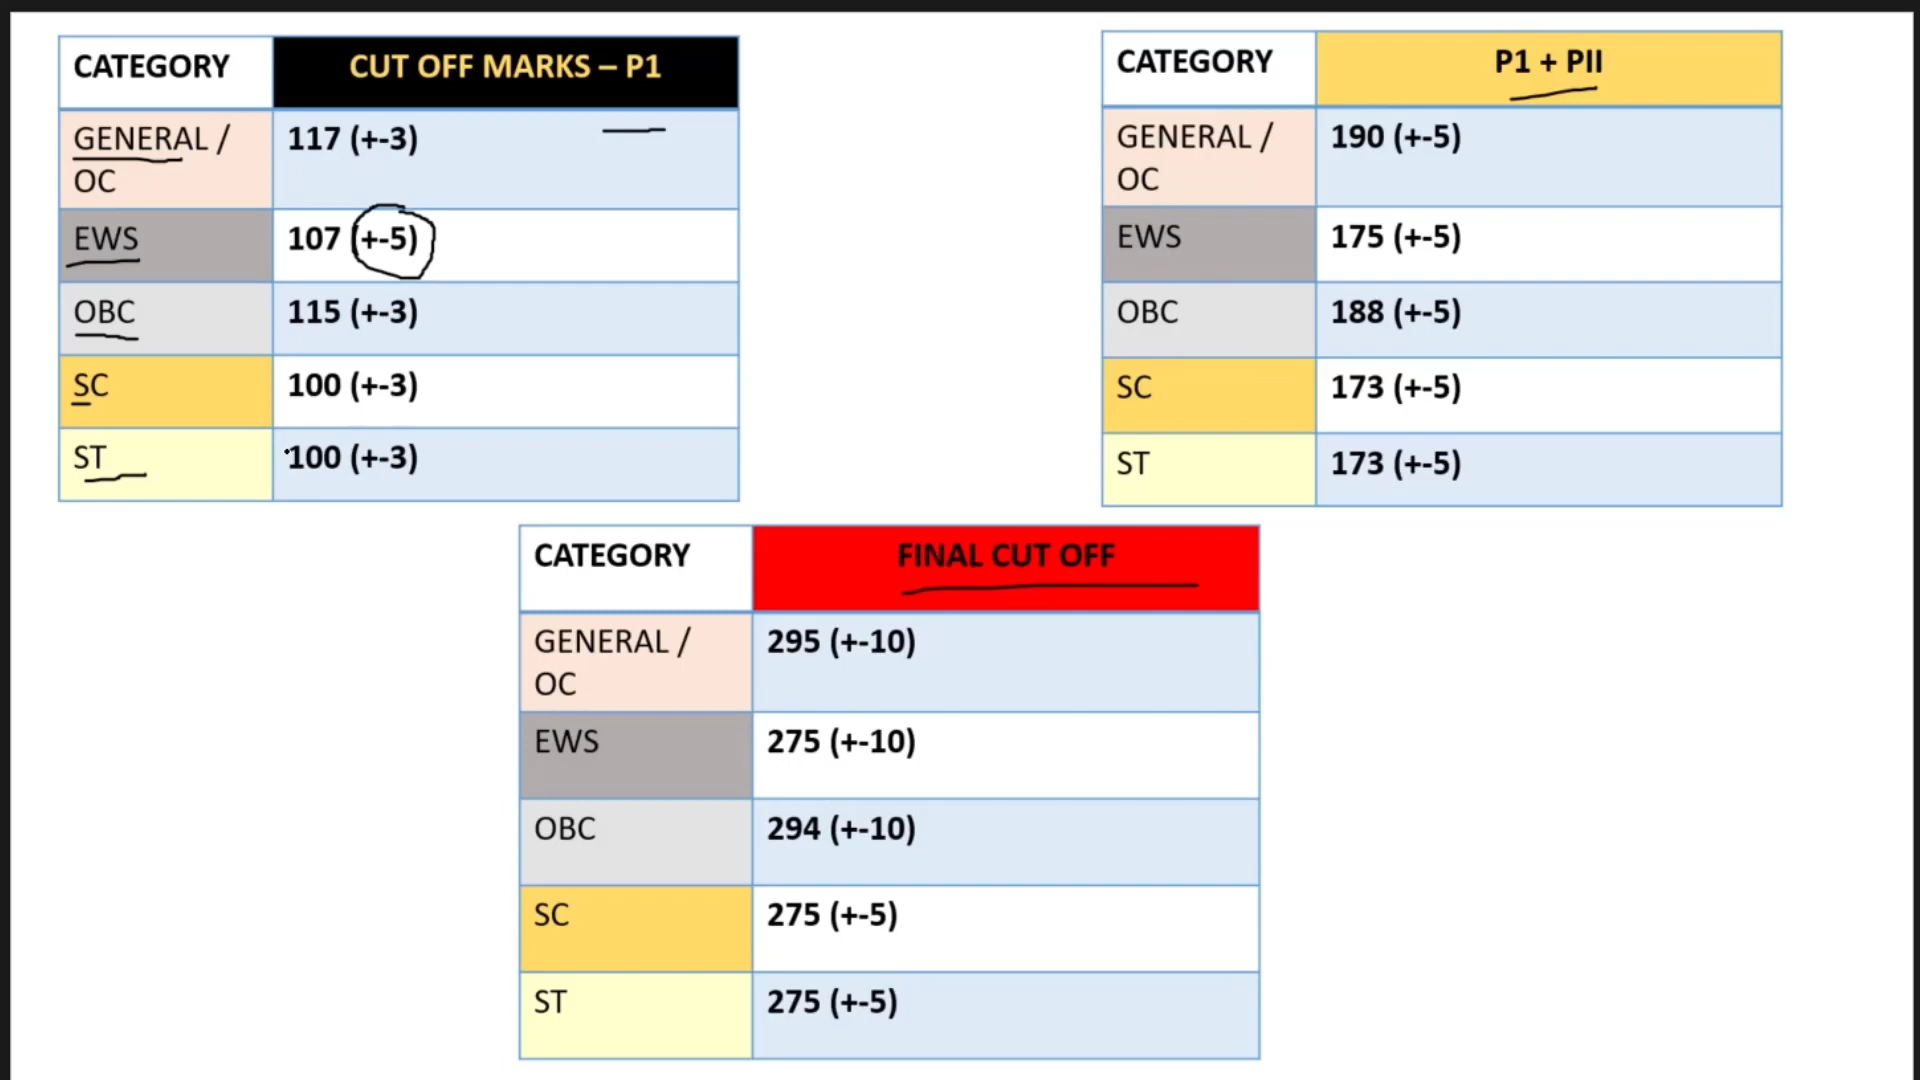 CATEGORY CUT OFF MARKS – P1
GENERAL / 117 (+-3)
OC
EWS 107 (+-5)
OBC 115 (+-3)
SC 100 (+-3)
ST 100 (+-3)
CATEGORY P1 + PII
GENERAL / 190 (+-5)
OC
EWS 175 (+-5)
OBC 188 (+-5)
SC 173 (+-5)
ST 173 (+-5)
CATEGORY FINAL CUT OFF
GENERAL / 295 (+-10)
OC
EWS 275 (+-10)
OBC 294 (+-10)
SC 275 (+-5)
ST 275 (+-5)